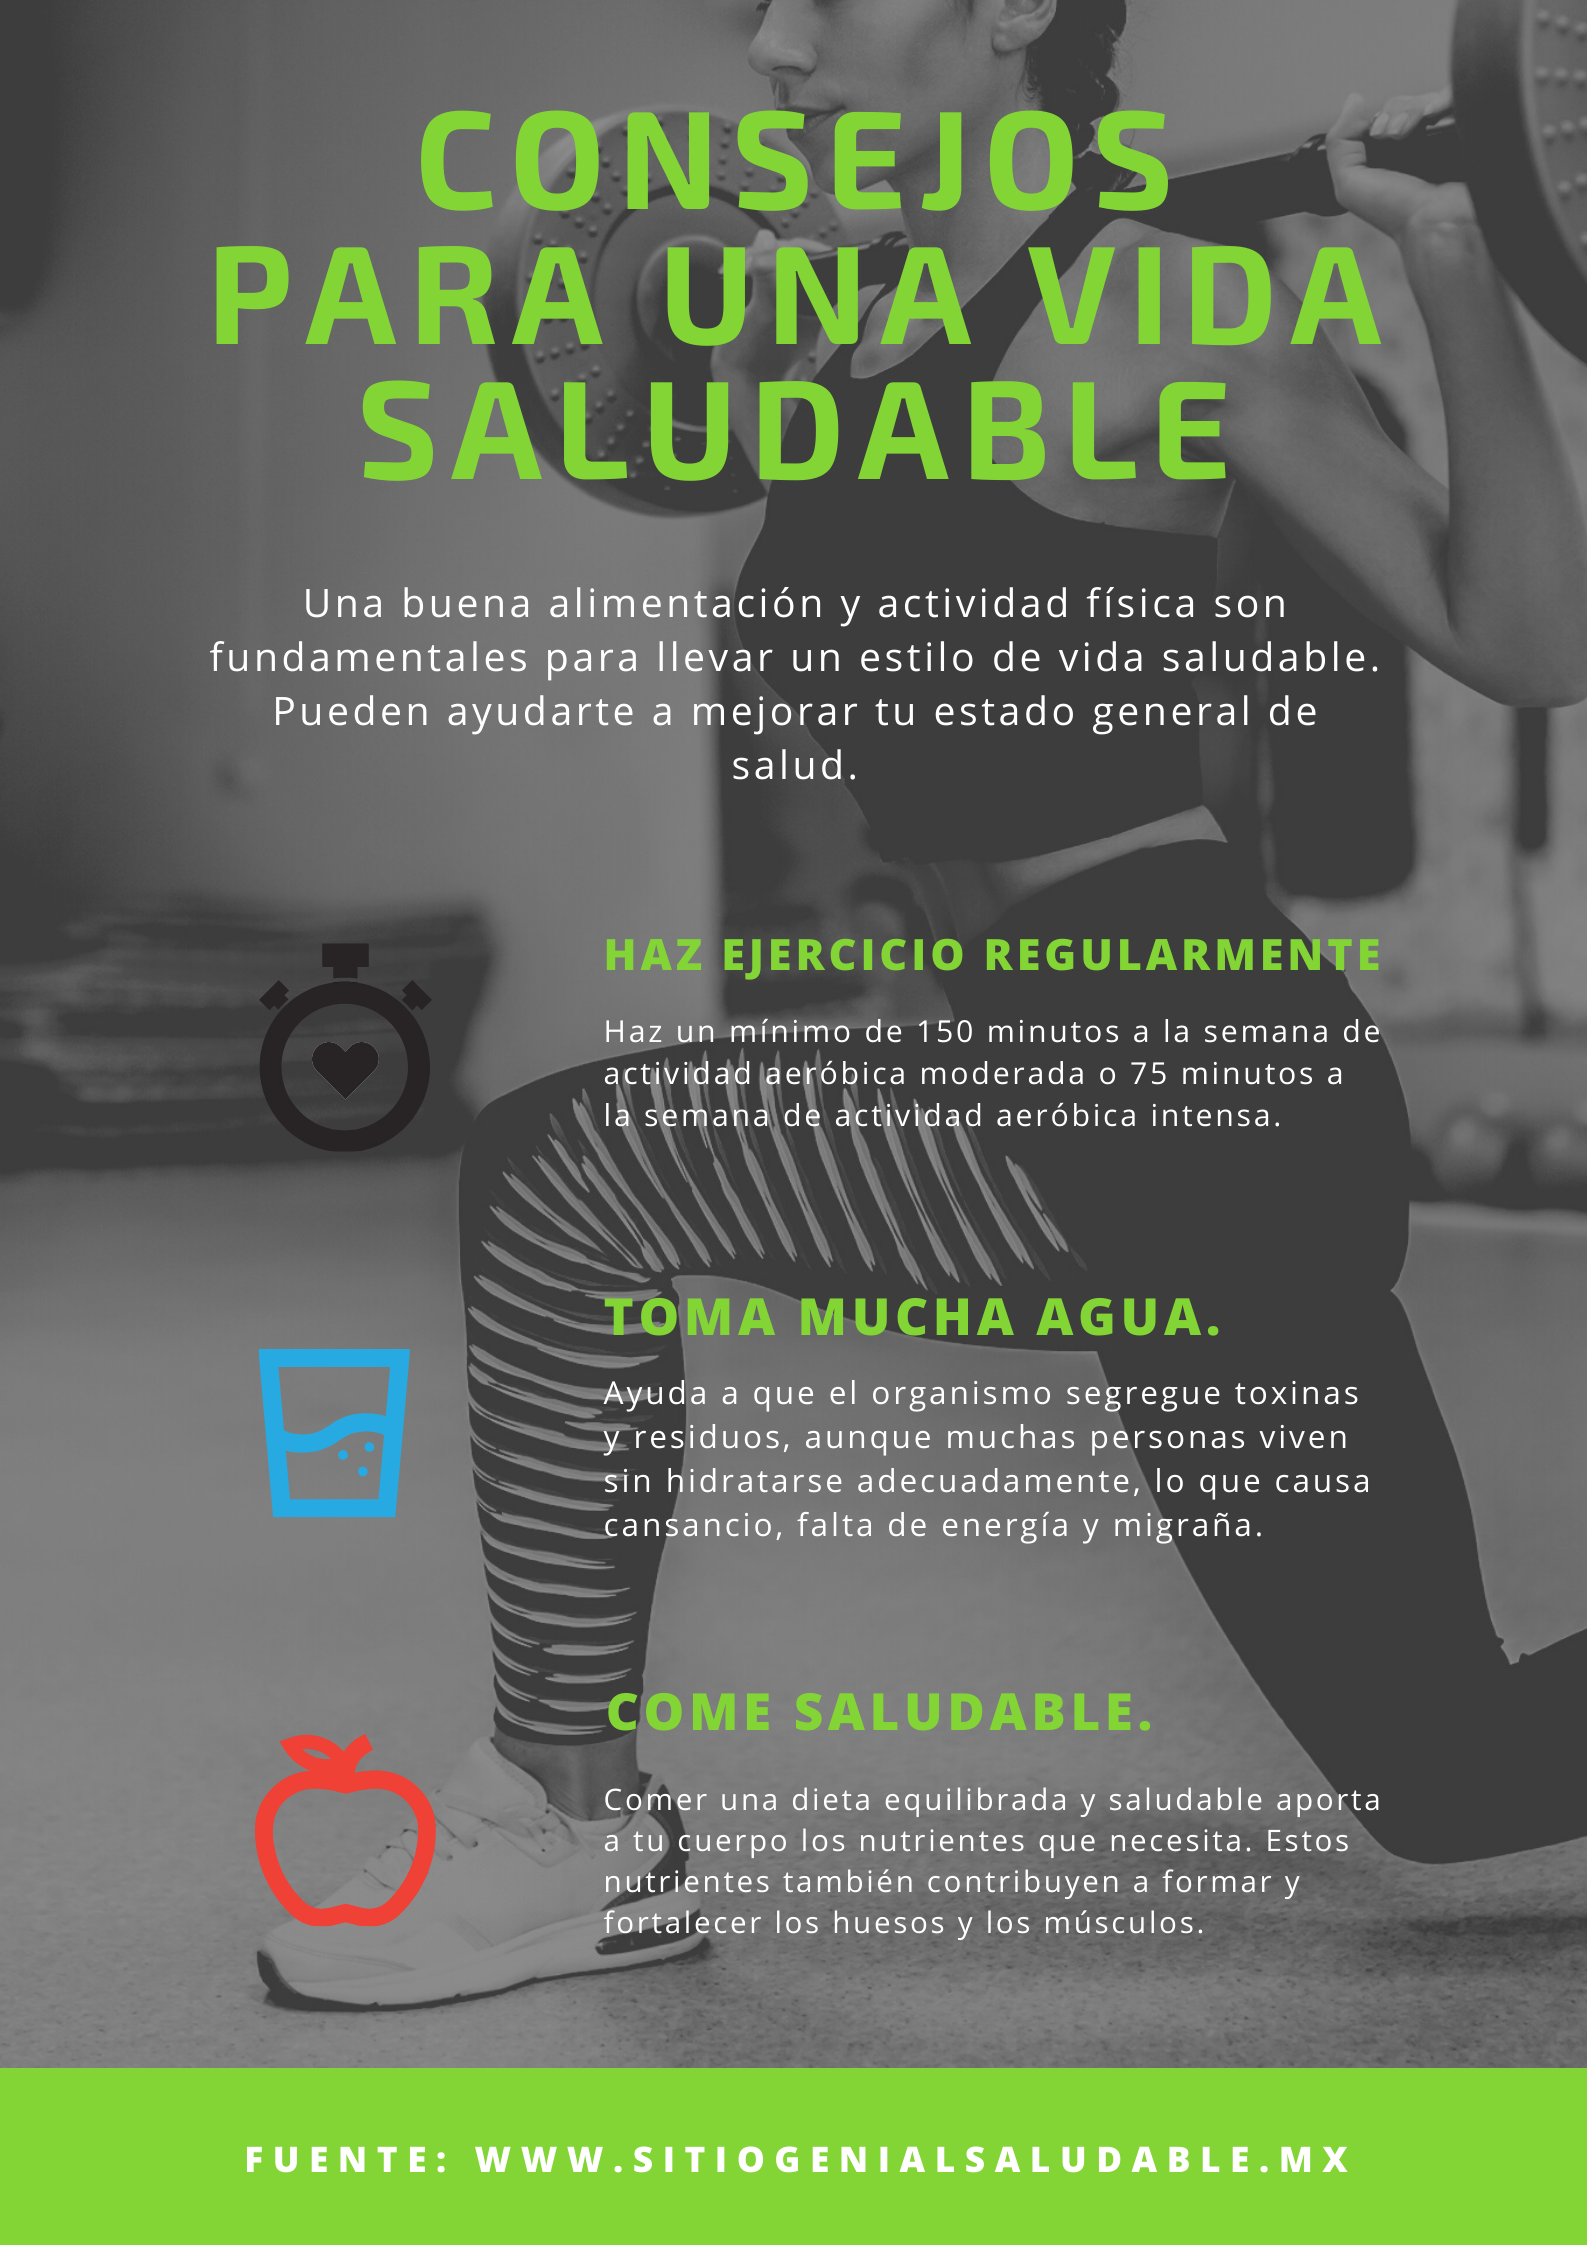 CONSEJOS
PARA UNA VIDA
SALUDABLE
Una buena alimentación y actividad física son
fundamentales para llevar un estilo de vida saludable.
Pueden ayudarte a mejorar tu estado general de
salud.
HAZ EJERCICIO REGULARMENTE
Haz un mínimo de 150 minutos a la semana de
actividad aeróbica moderada o 75 minutos a
la semana de actividad aeróbica intensa.
TOMA MUCHA AGUA.
Ayuda a que el organismo segregue toxinas
y residuos, aunque muchas personas viven
sin hidratarse adecuadamente, lo que causa
cansancio, falta de energía y migraña.
COME SALUDABLE.
Comer una dieta equilibrada y saludable aporta
a tu cuerpo los nutrientes que necesita. Estos
nutrientes también contribuyen a formar y
fortalecer los huesos y los músculos.
FUENTE: WWW.SITIOGENIALSALUDABLE.MX